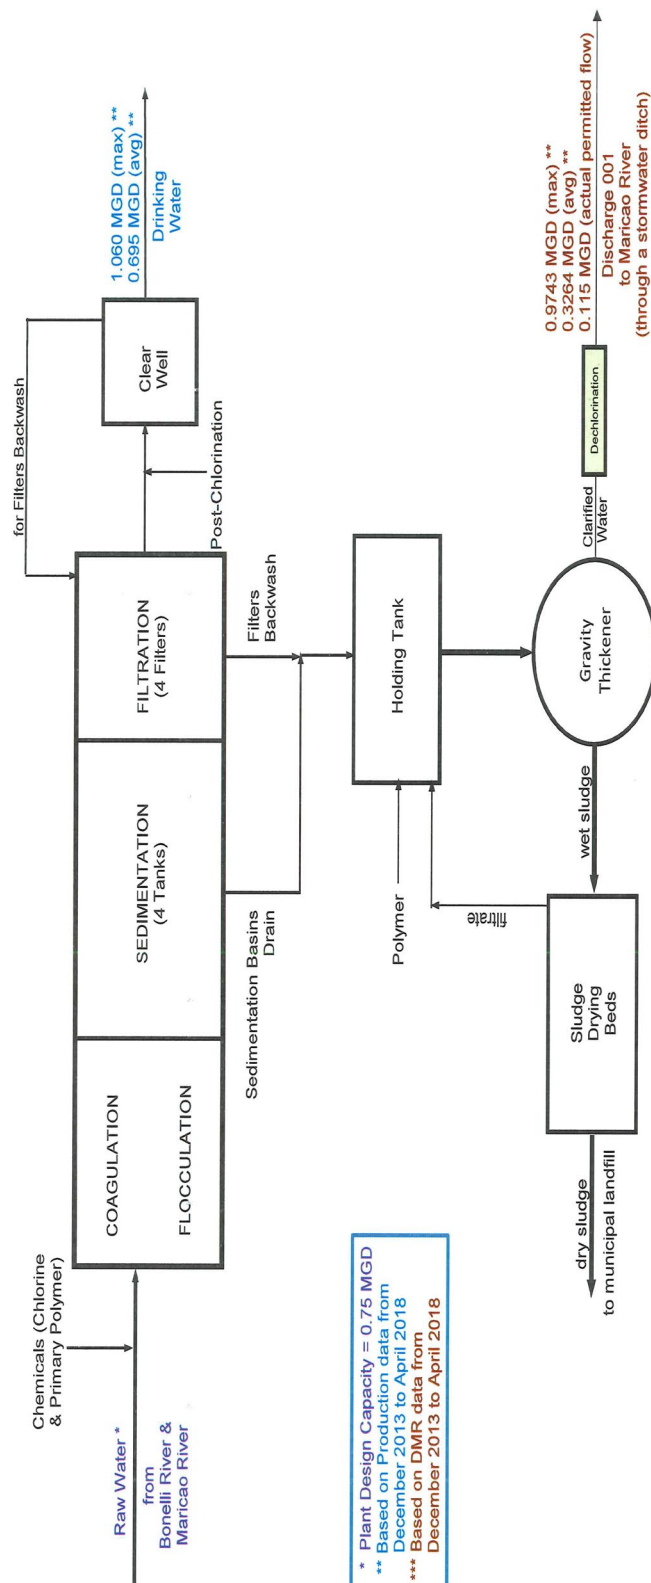 Chemicals (Chlorine
& Primary Polymer)
Raw Water *
from
Bonelli River &
Maricao River
COAGULATION
FLOCCULATION
SEDIMENTATION
(4 Tanks)
FILTRATION
(4 Filters)
for Filters Backwash
Post-Chlorination
Clear
Well
1.060 MGD (max) **
0.695 MGD (avg) **
Drinking
Water
Sedimentation Basins
Drain
Filters
Backwash
Polymer
Holding Tank
filtrate
* Plant Design Capacity = 0.75 MGD
** Based on Production data from
December 2013 to April 2018
*** Based on DMR data from
December 2013 to April 2018
dry sludge
to municipal landfill
Sludge
Drying
Beds
wet sludge
Gravity
Thickener
Clarified
Water
Dechlorination
0.9743 MGD (max) **
0.3264 MGD (avg) **
0.115 MGD (actual permitted flow)
Discharge 001
to Maricao River
(through a stormwater ditch)